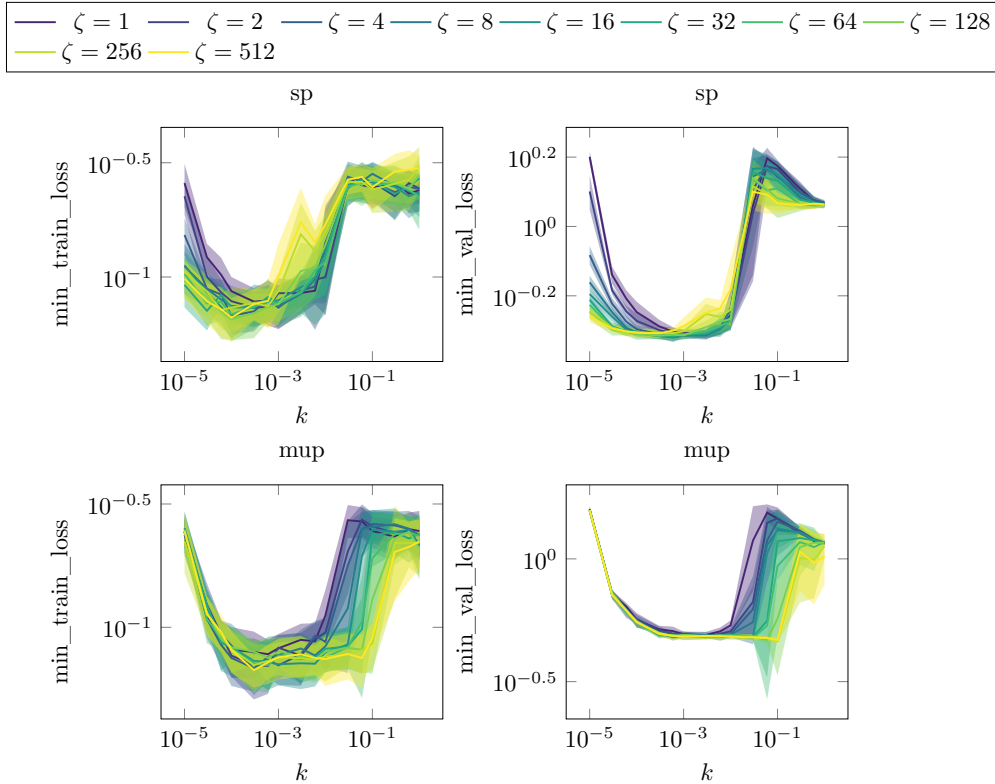 ζ = 1 ζ = 2 ζ = 4 ζ = 8 ζ = 16 ζ = 32 ζ = 64 ζ = 128
ζ = 256 ζ = 512
sp
min_train_loss
10^{-0.5}
10^{-1}
10^{-5} 10^{-3} 10^{-1}
k
sp
min_val_loss
10^{0.2}
10^{0}
10^{-0.2}
10^{-5} 10^{-3} 10^{-1}
k
mup
min_train_loss
10^{-0.5}
10^{-1}
10^{-5} 10^{-3} 10^{-1}
k
mup
min_val_loss
10^{0}
10^{-0.5}
10^{-5} 10^{-3} 10^{-1}
k